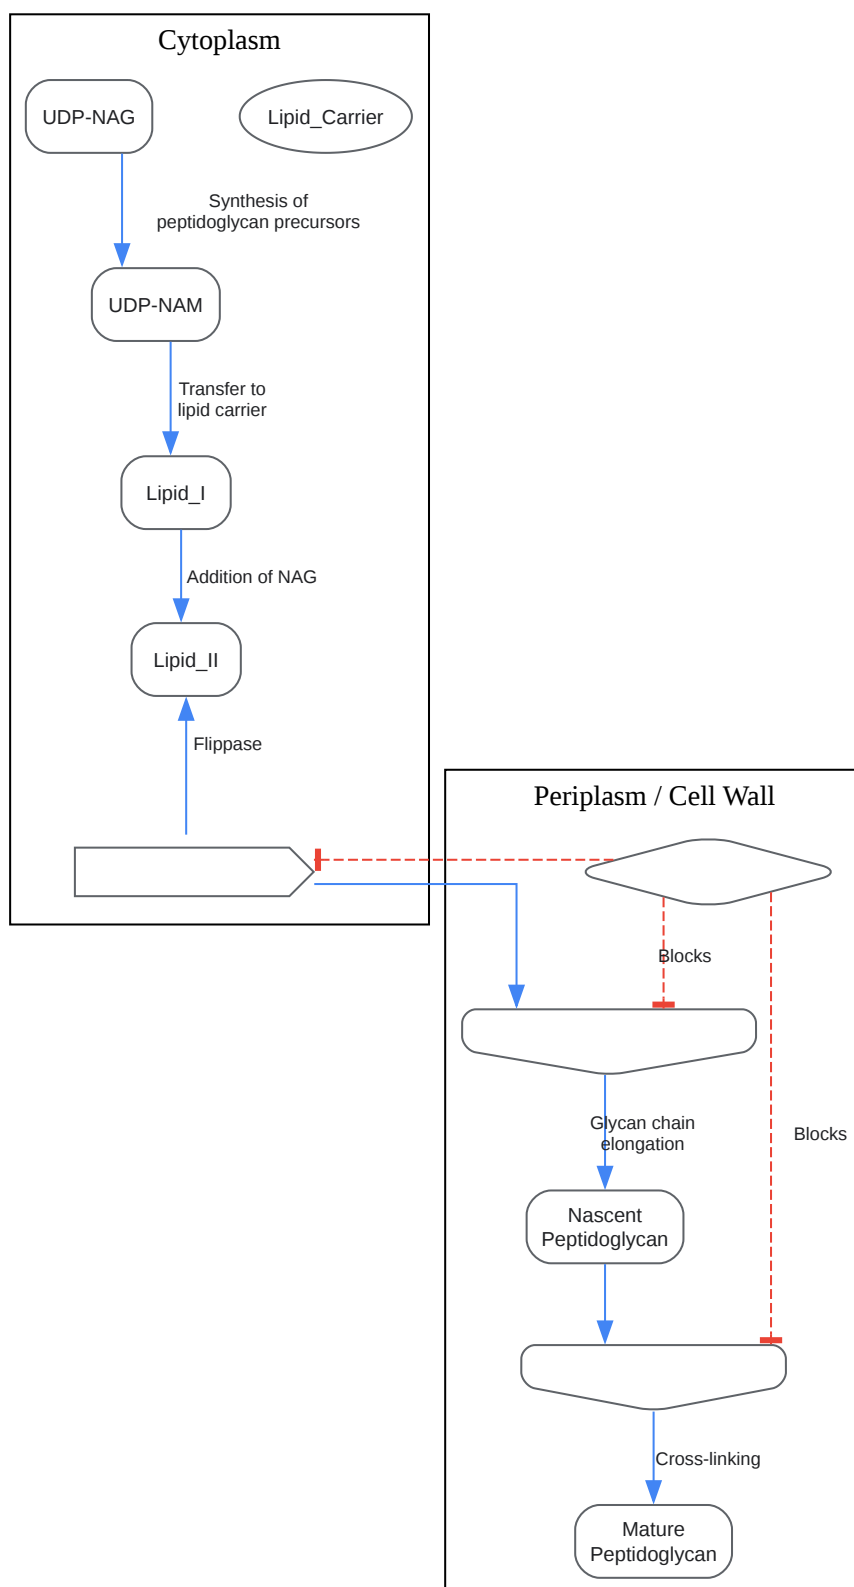 Cytoplasm
UDP-NAG
Lipid_Carrier
Synthesis of
peptidoglycan precursors
UDP-NAM
Transfer to
lipid carrier
Lipid_I
Addition of NAG
Lipid_II
Flippase
Periplasm / Cell Wall
Blocks
Glycan chain
elongation
Blocks
Nascent
Peptidoglycan
Cross-linking
Mature
Peptidoglycan